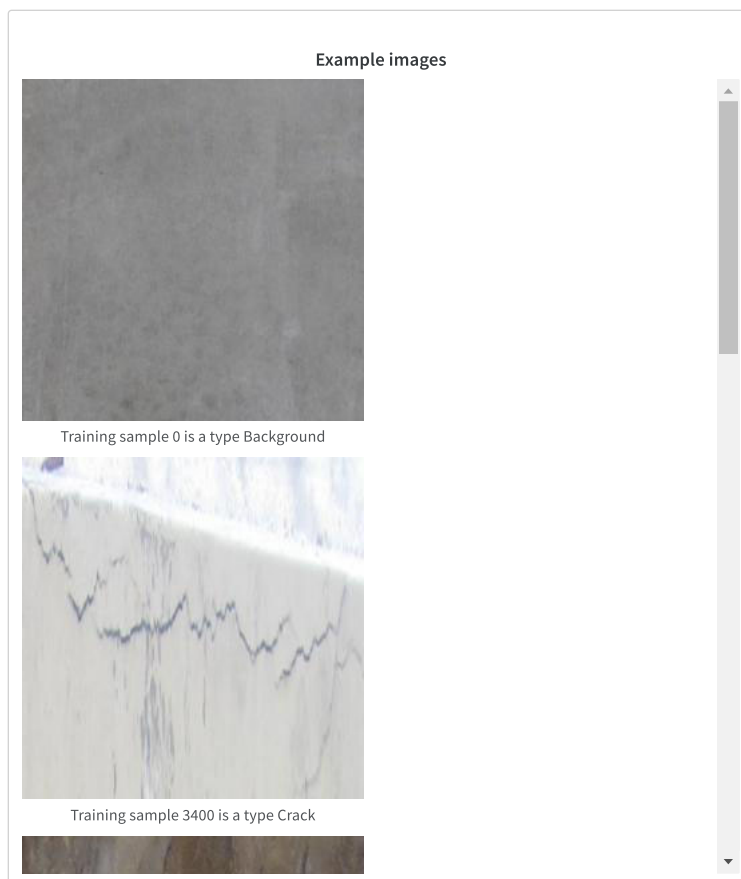 Example images
Training sample 0 is a type Background
Training sample 3400 is a type Crack